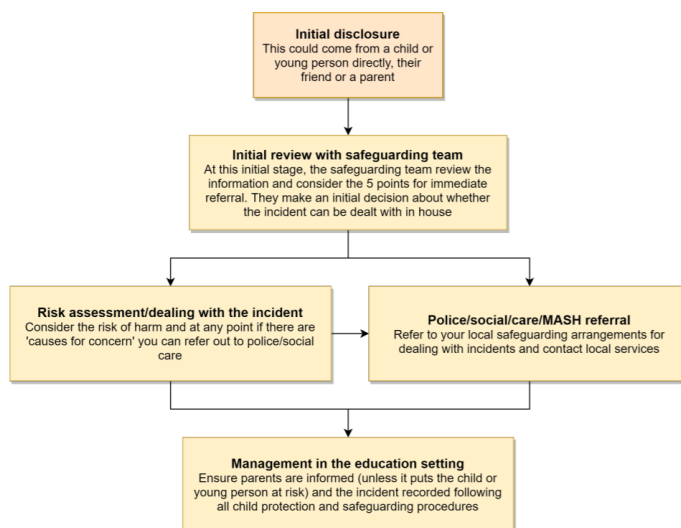 Initial disclosure
This could come from a child or
young person directly, their
friend or a parent
Initial review with safeguarding team
At this initial stage, the safeguarding team review the
information and consider the 5 points for immediate
referral. They make an initial decision about whether
the incident can be dealt with in house
Risk assessment/dealing with the incident
Consider the risk of harm and at any point if there are
'causes for concern' you can refer out to police/social
care
Police/social/care/MASH referral
Refer to your local safeguarding arrangements for
dealing with incidents and contact local services
Management in the education setting
Ensure parents are informed (unless it puts the child or
young person at risk) and the incident recorded following
all child protection and safeguarding procedures